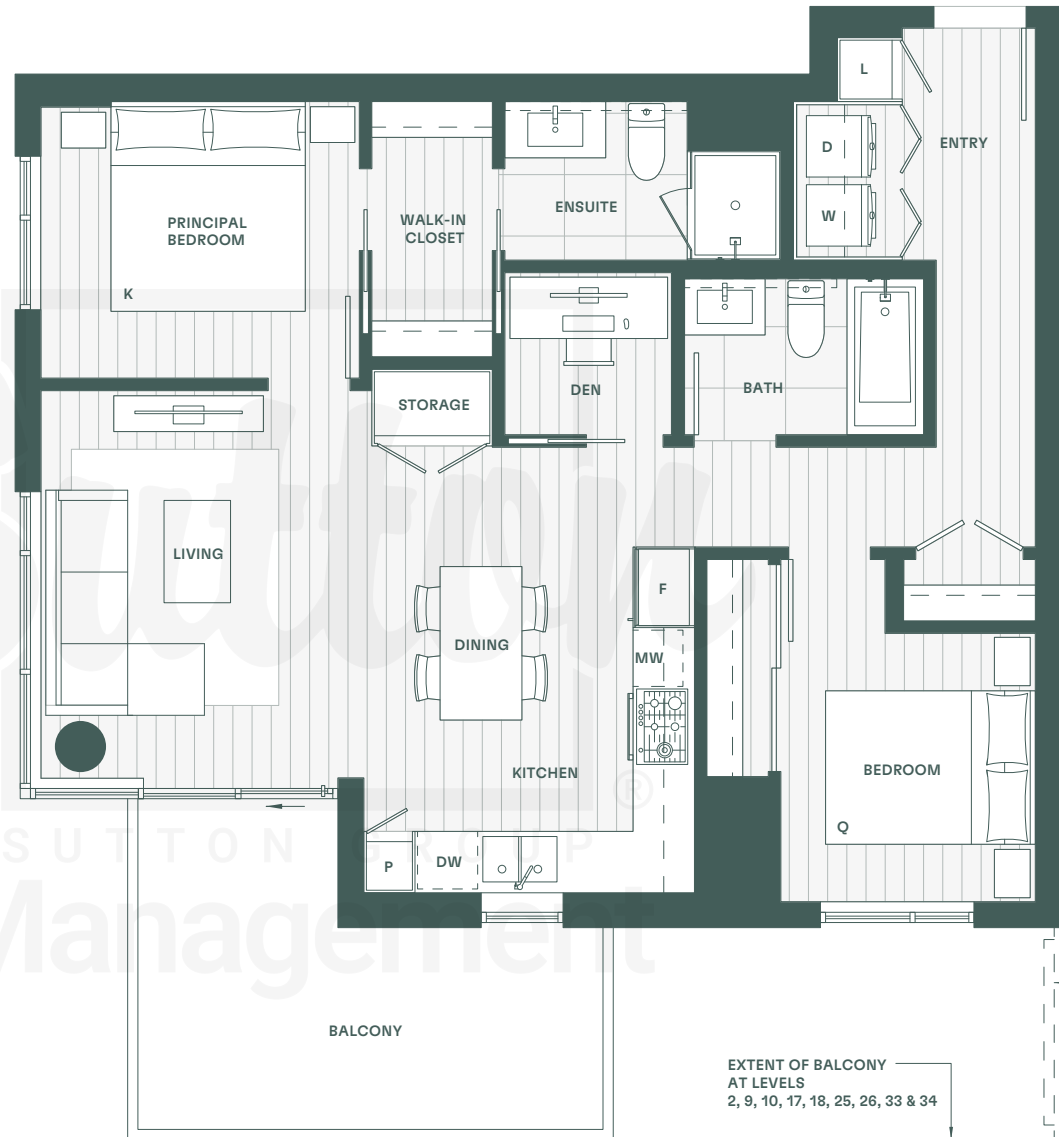 L
ENTRY
D
W
PRINCIPAL
BEDROOM
K
WALK-IN
CLOSET
ENSUITE
STORAGE
DEN
BATH
LIVING
DINING
F
MW
KITCHEN
BEDROOM
Q
P
DW
BALCONY
EXTENT OF BALCONY
AT LEVELS
2, 9, 10, 17, 18, 25, 26, 33 & 34
Sutton
®
SUTTON GROUP
Management